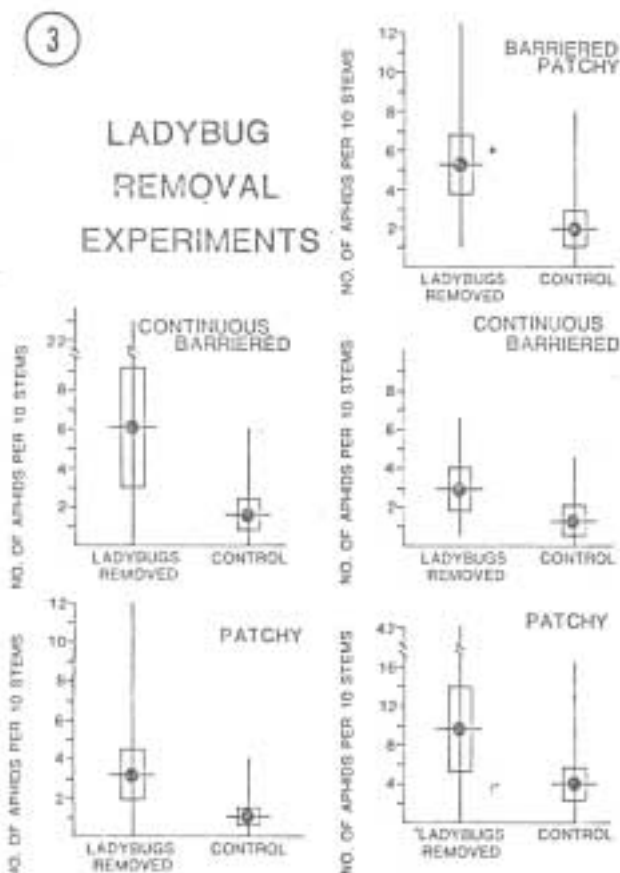 3
LADYBUG
REMOVAL
EXPERIMENTS
NO. OF APHIDS PER 10 STEMS
12
10
8
6
4
2
BARRIERED
PATCHY
LADYBUGS
REMOVED
CONTROL
NO. OF APHIDS PER 10 STEMS
22
8
6
4
2
CONTINUOUS
BARRIERED
LADYBUGS
REMOVED
CONTROL
NO. OF APHIDS PER 10 STEMS
8
6
4
2
CONTINUOUS
BARRIERED
LADYBUGS
REMOVED
CONTROL
NO. OF APHIDS PER 10 STEMS
12
8
6
4
2
PATCHY
LADYBUGS
REMOVED
CONTROL
NO. OF APHIDS PER 10 STEMS
42
16
12
8
4
PATCHY
LADYBUGS
REMOVED
CONTROL